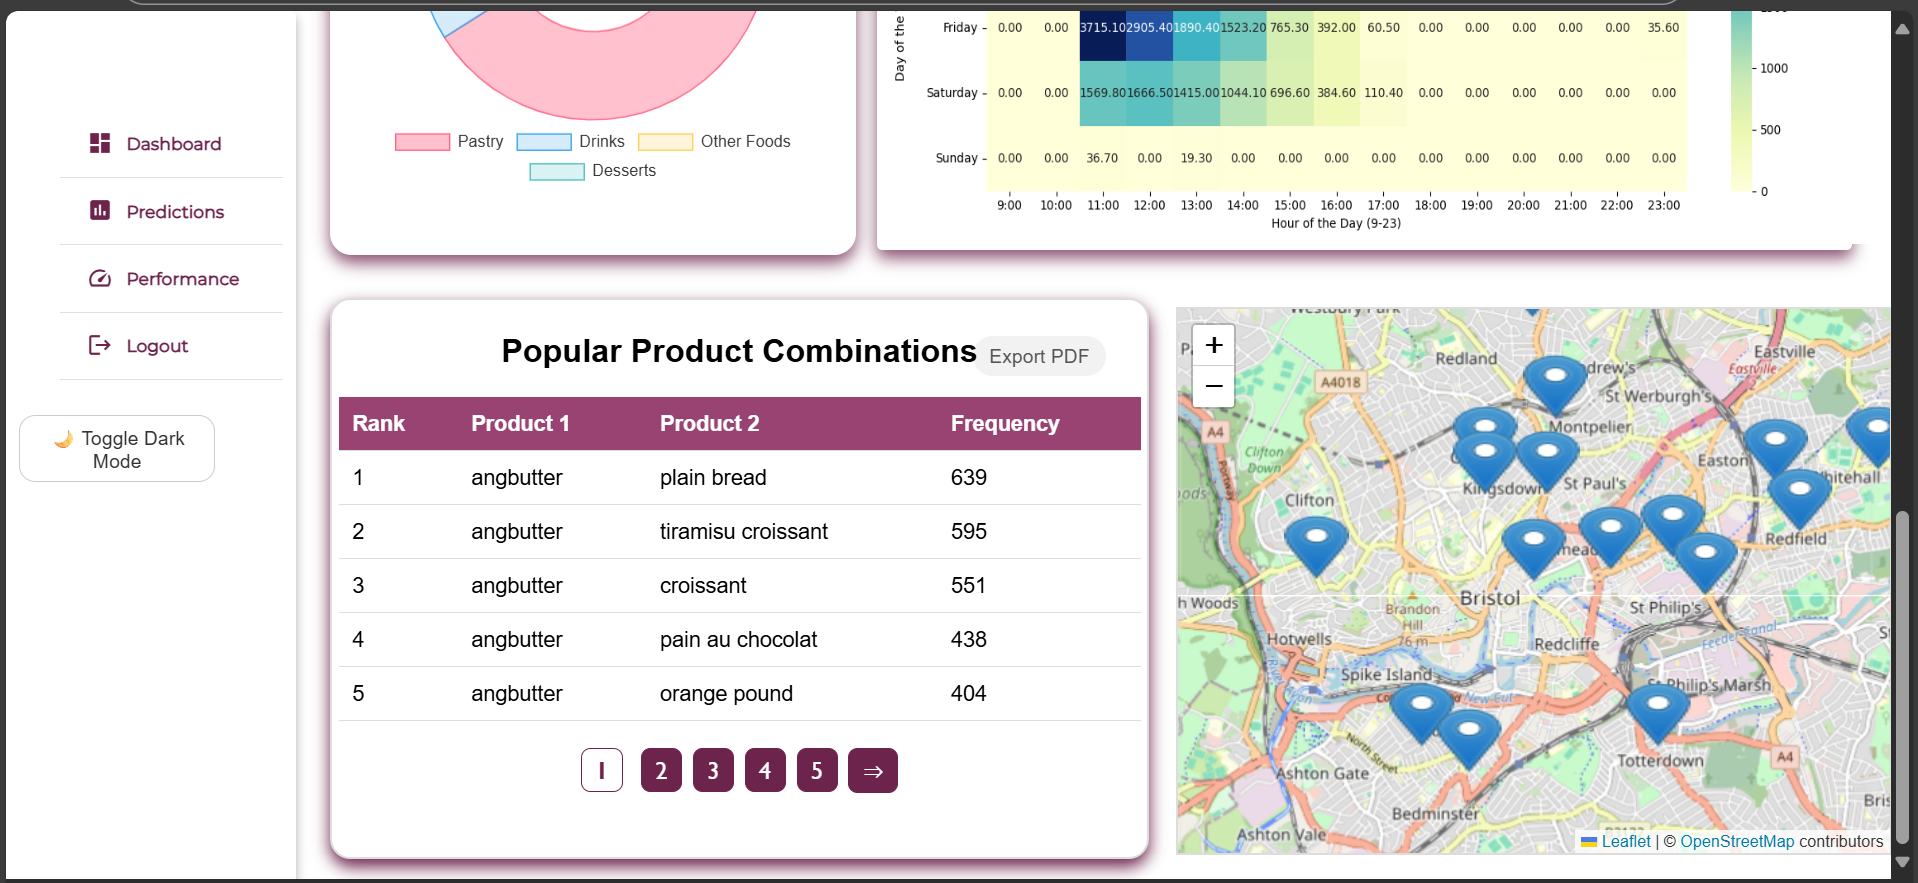 Dashboard
Predictions
Performance
Logout
🌙 Toggle Dark
Mode
Pastry
Drinks
Other Foods
Desserts
Day of the
Friday
0.00 0.00 3715.10 2905.40 1890.40 1523.20 765.30 392.00 60.50 0.00 0.00 0.00 0.00 0.00 35.60
Saturday
0.00 0.00 1569.80 1666.50 1415.00 1044.10 696.60 384.60 110.40 0.00 0.00 0.00 0.00 0.00 0.00
Sunday
0.00 0.00 36.70 0.00 19.30 0.00 0.00 0.00 0.00 0.00 0.00 0.00 0.00 0.00 0.00
9:00 10:00 11:00 12:00 13:00 14:00 15:00 16:00 17:00 18:00 19:00 20:00 21:00 22:00 23:00
Hour of the Day (9-23)
1000
500
0
Popular Product Combinations
Export PDF
Rank Product 1 Product 2 Frequency
1 angbutter plain bread 639
2 angbutter tiramisu croissant 595
3 angbutter croissant 551
4 angbutter pain au chocolat 438
5 angbutter orange pound 404
1 2 3 4 5 ⇒
+
−
Westbury Park
Redland
drew's
Eastville
Eastville
A4018
St Werburgh's
A4
Montpelier
Clifton
Down
Portway
Easton
hitehall
Kingsdown
St Paul's
Clifton
Redfield
mead
h Woods
Bristol
Brandon
Hill
76 m
St Philip's
Feeder Canal
Hotwells
Redcliffe
Spike Island
St Philip's Marsh
New Cut
North Street
Ashton Gate
Totterdown
A4
Bedminster
Bris
Ashton Vale
Leaflet | © OpenStreetMap contributors